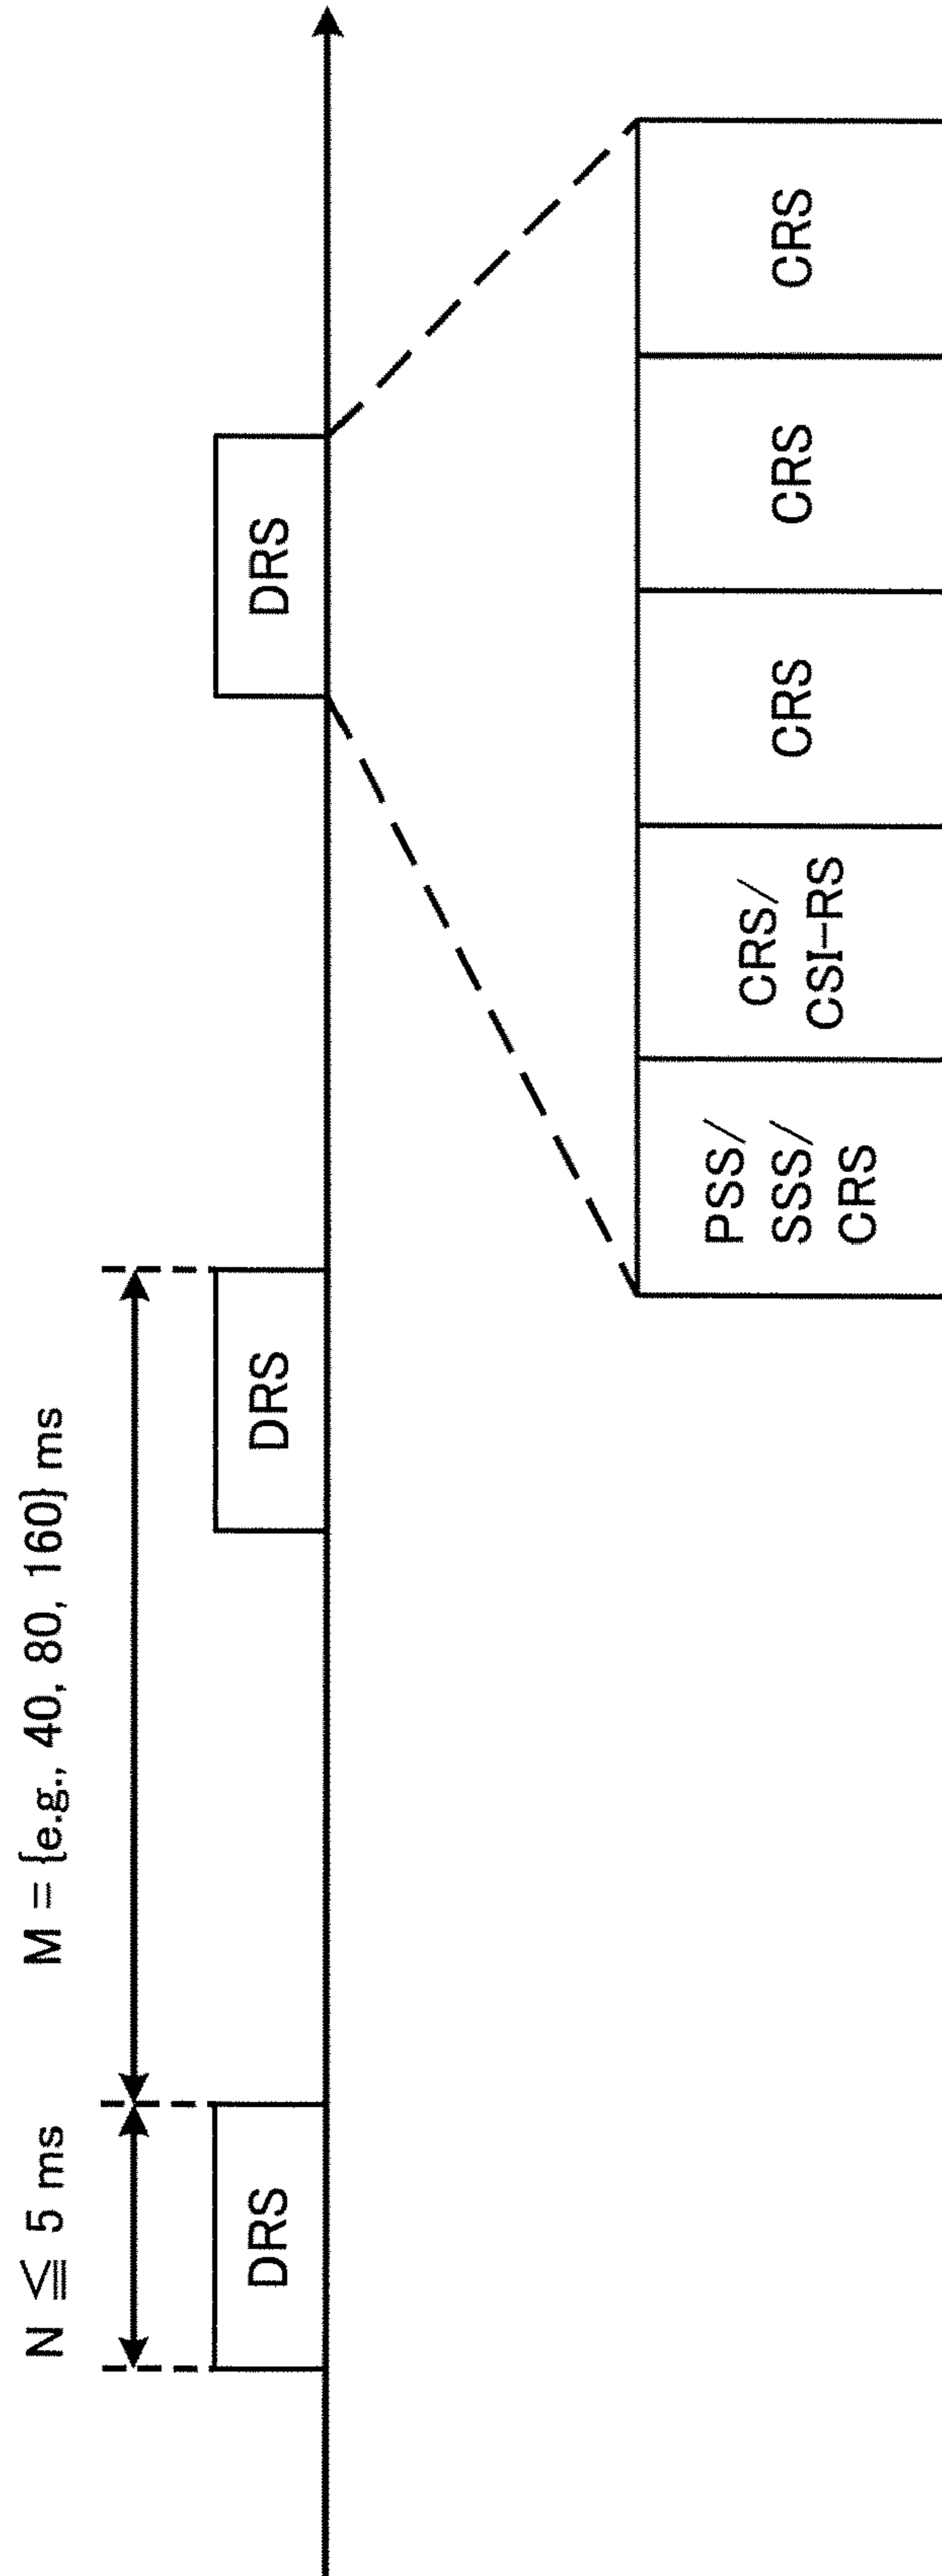 N ≦ 5 ms
M = {e.g., 40, 80, 160} ms
DRS
DRS
DRS
PSS/
SSS/
CRS
CRS/
CSI-RS
CRS
CRS
CRS